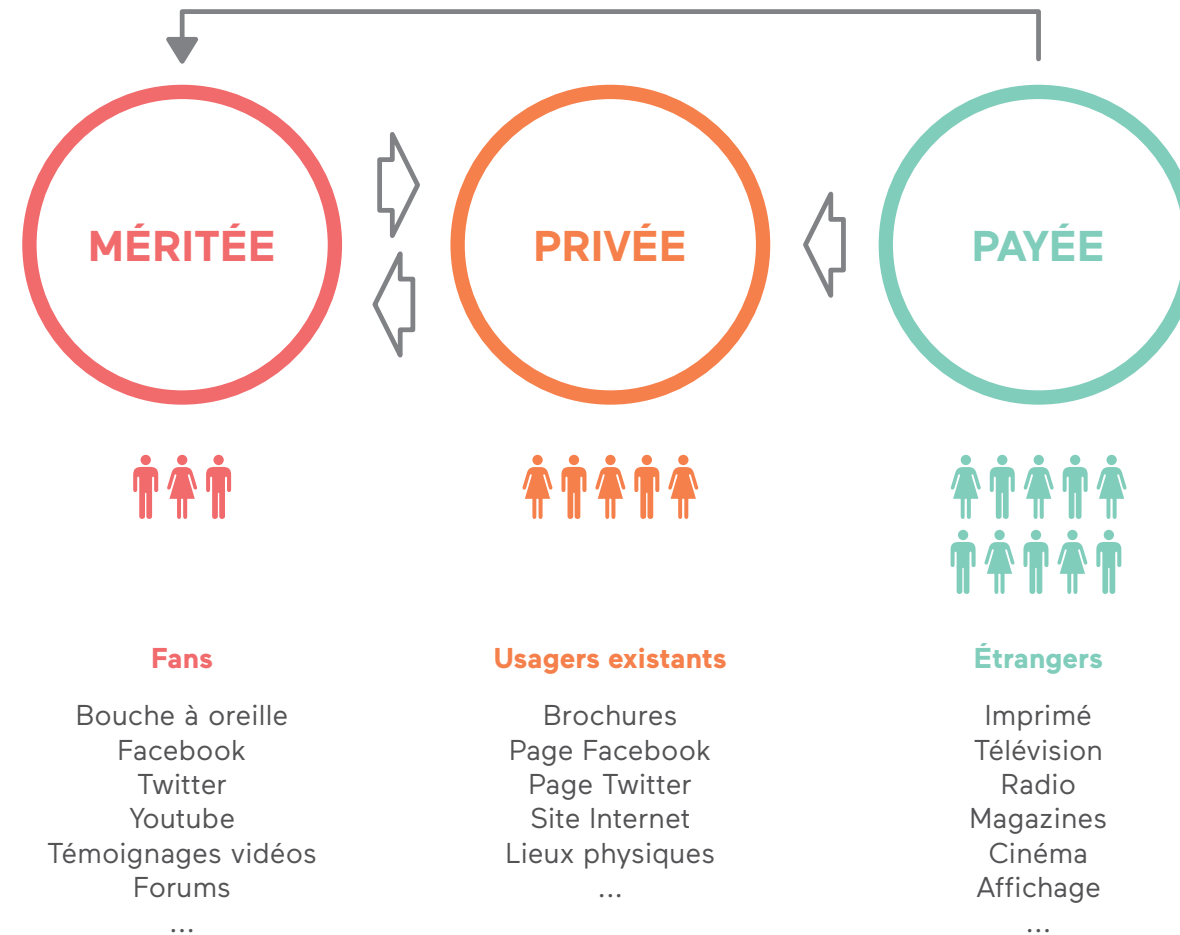 MÉRITÉE
PRIVÉE
PAYÉE
Fans
Bouche à oreille
Facebook
Twitter
Youtube
Témoignages vidéos
Forums
...
Usagers existants
Brochures
Page Facebook
Page Twitter
Site Internet
Lieux physiques
...
Étrangers
Imprimé
Télévision
Radio
Magazines
Cinéma
Affichage
...